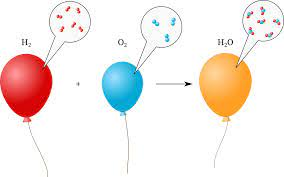 H₂
O₂
H₂O
+